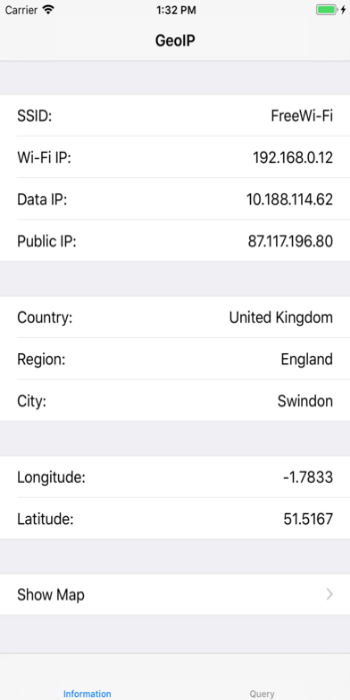 Carrier 1:32 PM
GeoIP
SSID: FreeWi-Fi
Wi-Fi IP: 192.168.0.12
Data IP: 10.188.114.62
Public IP: 87.117.196.80
Country: United Kingdom
Region: England
City: Swindon
Longitude: -1.7833
Latitude: 51.5167
Show Map
Information Query